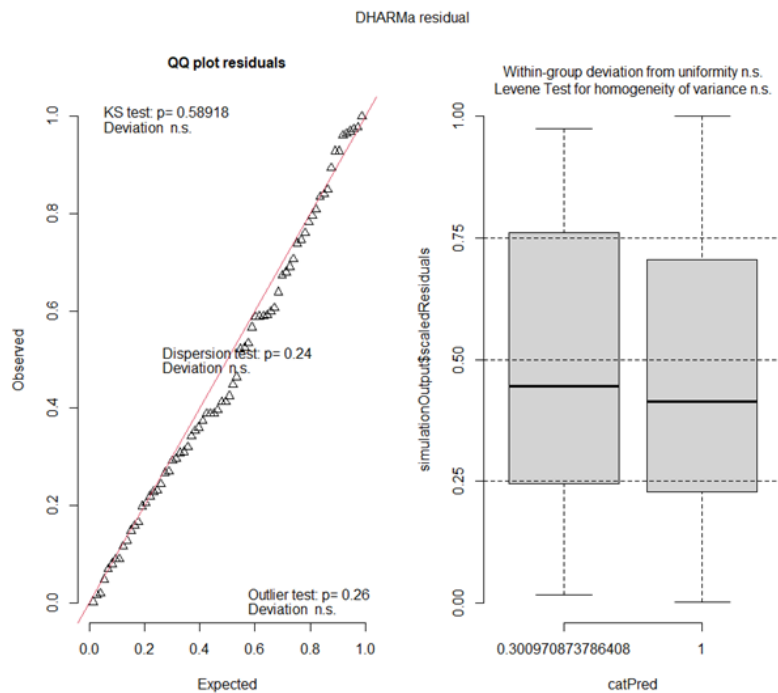 DHARMa residual
QQ plot residuals
KS test: p= 0.58918
Deviation n.s.
Dispersion test: p= 0.24
Deviation n.s.
Outlier test: p= 0.26
Deviation n.s.
Observed
1.0
0.8
0.6
0.4
0.2
0.0
0.0
0.2
0.4
0.6
0.8
1.0
Expected
Within-group deviation from uniformity n.s.
Levene Test for homogeneity of variance n.s.
simulationOutput$scaledResiduals
1.00
0.75
0.50
0.25
0.00
0.300970873786408
1
catPred